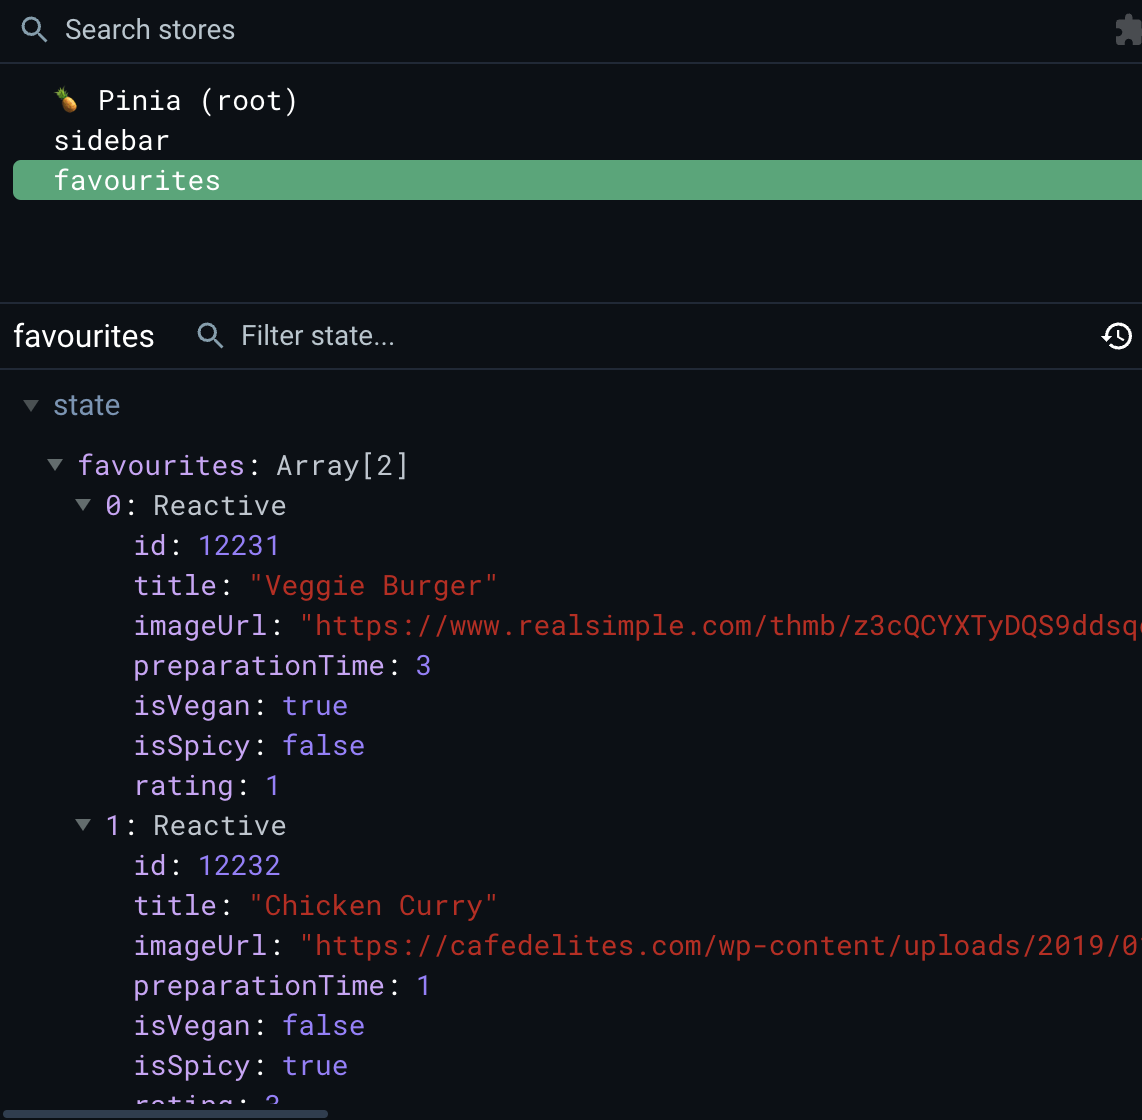 Search stores
🍍 Pinia (root)
sidebar
favourites
favourites Filter state...
state
favourites: Array[2]
0: Reactive
id: 12231
title: "Veggie Burger"
imageUrl: "https://www.realsimple.com/thmb/z3cQCYXTyDQS9ddsq
preparationTime: 3
isVegan: true
isSpicy: false
rating: 1
1: Reactive
id: 12232
title: "Chicken Curry"
imageUrl: "https://cafedelites.com/wp-content/uploads/2019/0
preparationTime: 1
isVegan: false
isSpicy: true
rating: